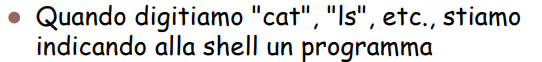 Quando digitiamo "cat", "ls", etc., stiamo
indicando alla shell un programma